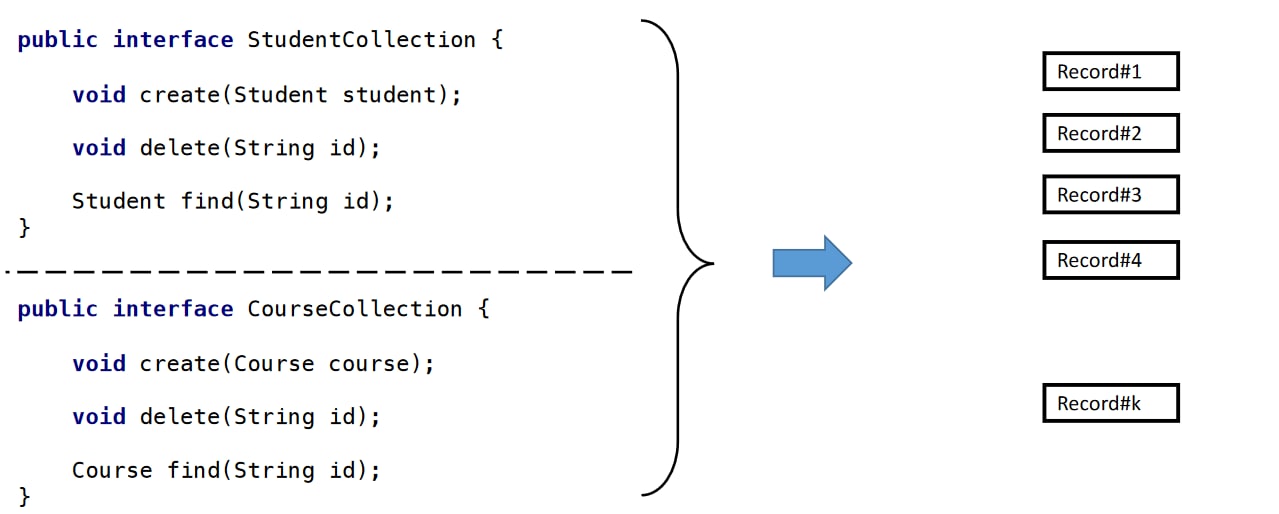 public interface StudentCollection {
void create(Student student);
void delete(String id);
Student find(String id);
}
public interface CourseCollection {
void create(Course course);
void delete(String id);
Course find(String id);
}
Record#1
Record#2
Record#3
Record#4
Record#k